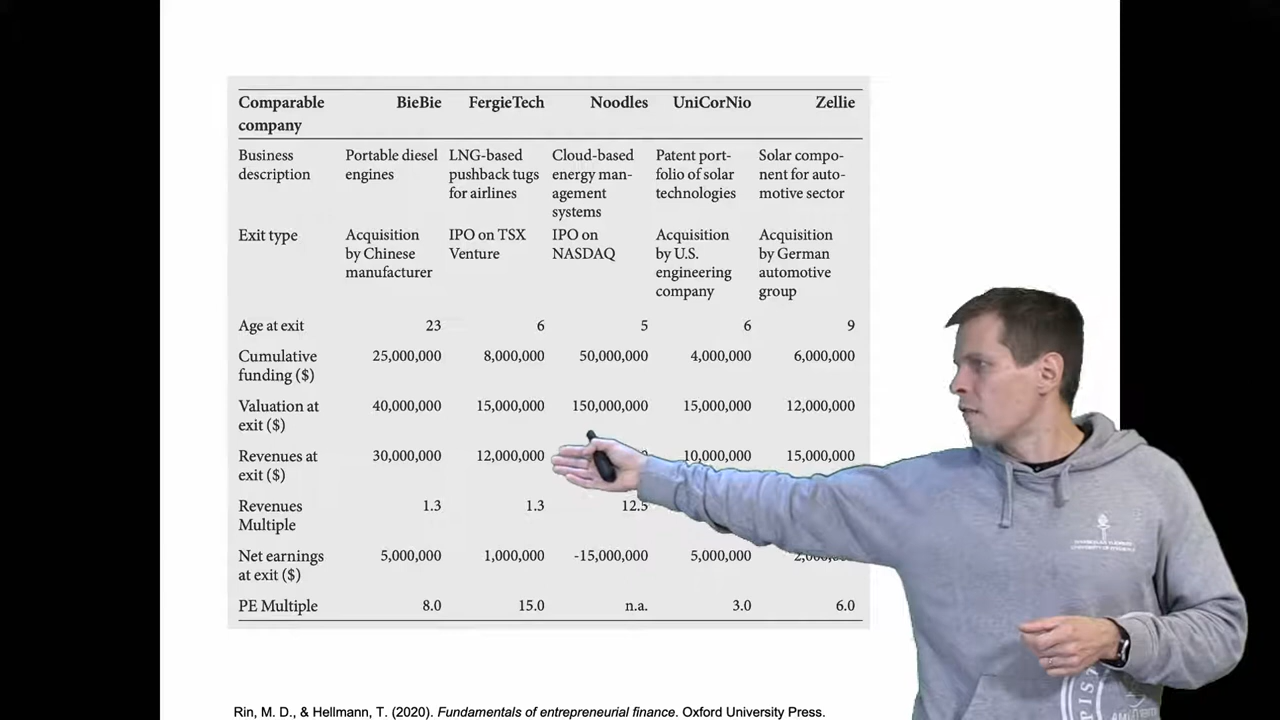 Comparable company BieBie FergieTech Noodles UniCorNio Zellie
Business description Portable diesel engines LNG-based pushback tugs for airlines Cloud-based energy man-agement systems Patent port-folio of solar technologies Solar compo-nent for auto-motive sector
Exit type Acquisition by Chinese manufacturer IPO on TSX Venture IPO on NASDAQ Acquisition by U.S. engineering company Acquisition by German automotive group
Age at exit 23 6 5 6 9
Cumulative funding ($) 25,000,000 8,000,000 50,000,000 4,000,000 6,000,000
Valuation at exit ($) 40,000,000 15,000,000 150,000,000 15,000,000 12,000,000
Revenues at exit ($) 30,000,000 12,000,000 10,000,000 15,000,000
Revenues Multiple 1.3 1.3 12.5
Net earnings at exit ($) 5,000,000 1,000,000 -15,000,000 5,000,000
PE Multiple 8.0 15.0 n.a. 3.0 6.0
Rin, M. D., & Hellmann, T. (2020). Fundamentals of entrepreneurial finance. Oxford University Press.